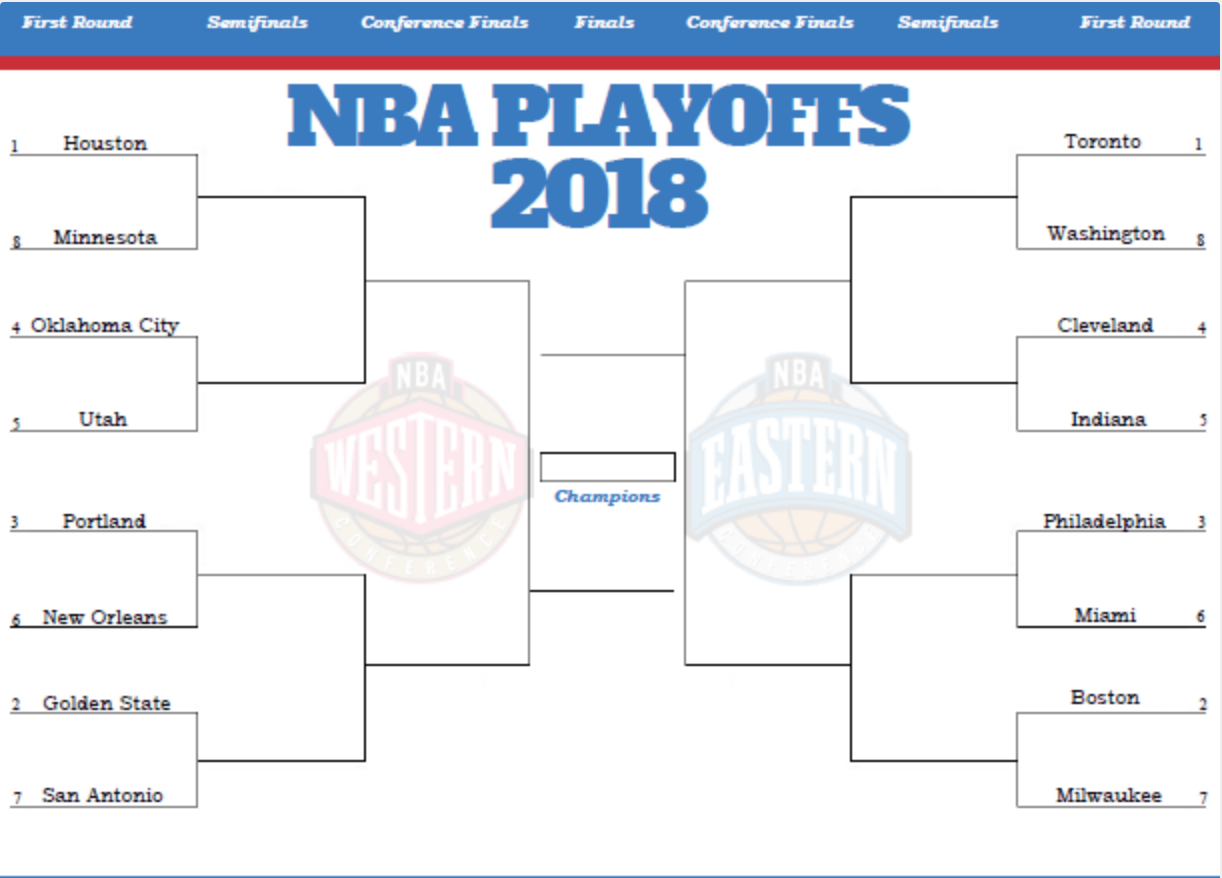 First Round Semifinals Conference Finals Finals Conference Finals Semifinals First Round
NBA PLAYOFFS
2018
1 Houston
8 Minnesota
4 Oklahoma City
5 Utah
3 Portland
6 New Orleans
2 Golden State
7 San Antonio
NBA
WESTERN
CONFERENCE
Champions
NBA
EASTERN
CONFERENCE
Toronto 1
Washington 8
Cleveland 4
Indiana 5
Philadelphia 3
Miami 6
Boston 2
Milwaukee 7